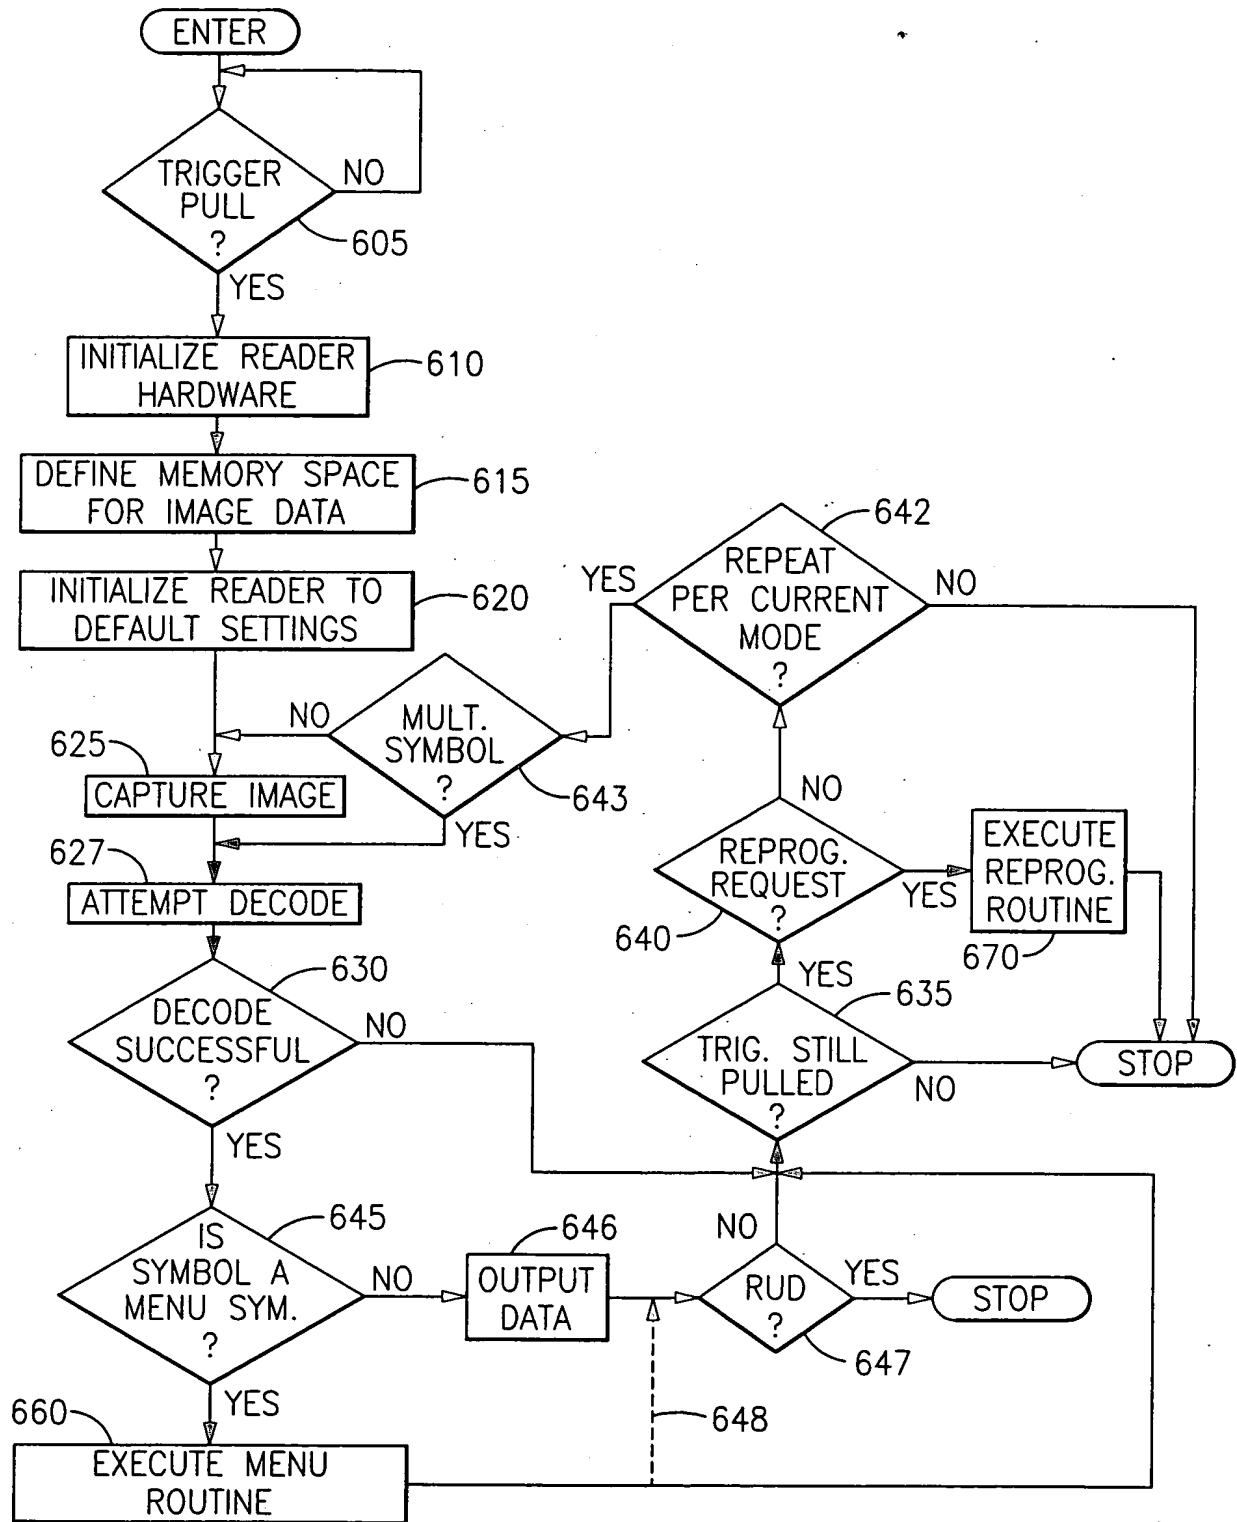 ENTER
TRIGGER
PULL
?
NO
605
YES
INITIALIZE READER
HARDWARE
610
DEFINE MEMORY SPACE
FOR IMAGE DATA
615
INITIALIZE READER TO
DEFAULT SETTINGS
620
642
REPEAT
PER CURRENT
MODE
?
YES
NO
MULT.
SYMBOL
?
NO
643
YES
625
CAPTURE IMAGE
627
ATTEMPT DECODE
NO
REPROG.
REQUEST
?
640
YES
EXECUTE
REPROG.
ROUTINE
670
630
DECODE
SUCCESSFUL
?
NO
YES
YES
635
TRIG. STILL
PULLED
?
NO
STOP
645
IS
SYMBOL A
MENU SYM.
?
NO
646
OUTPUT
DATA
NO
RUD
?
YES
647
STOP
YES
648
660
EXECUTE MENU
ROUTINE